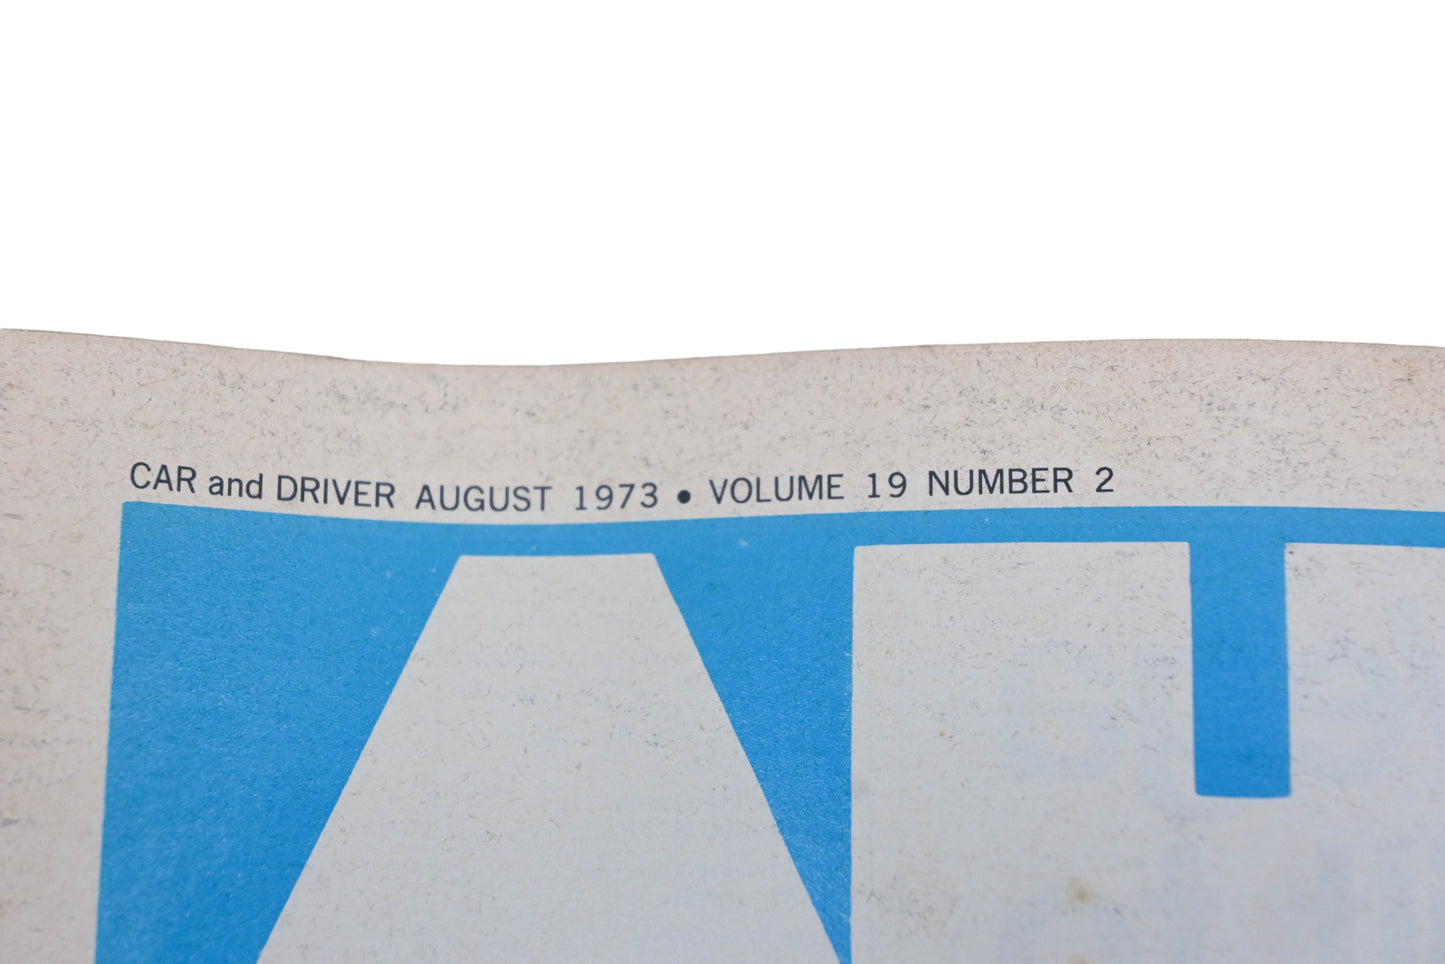 CAR and DRIVER AUGUST 1973 • VOLUME 19 NUMBER 2